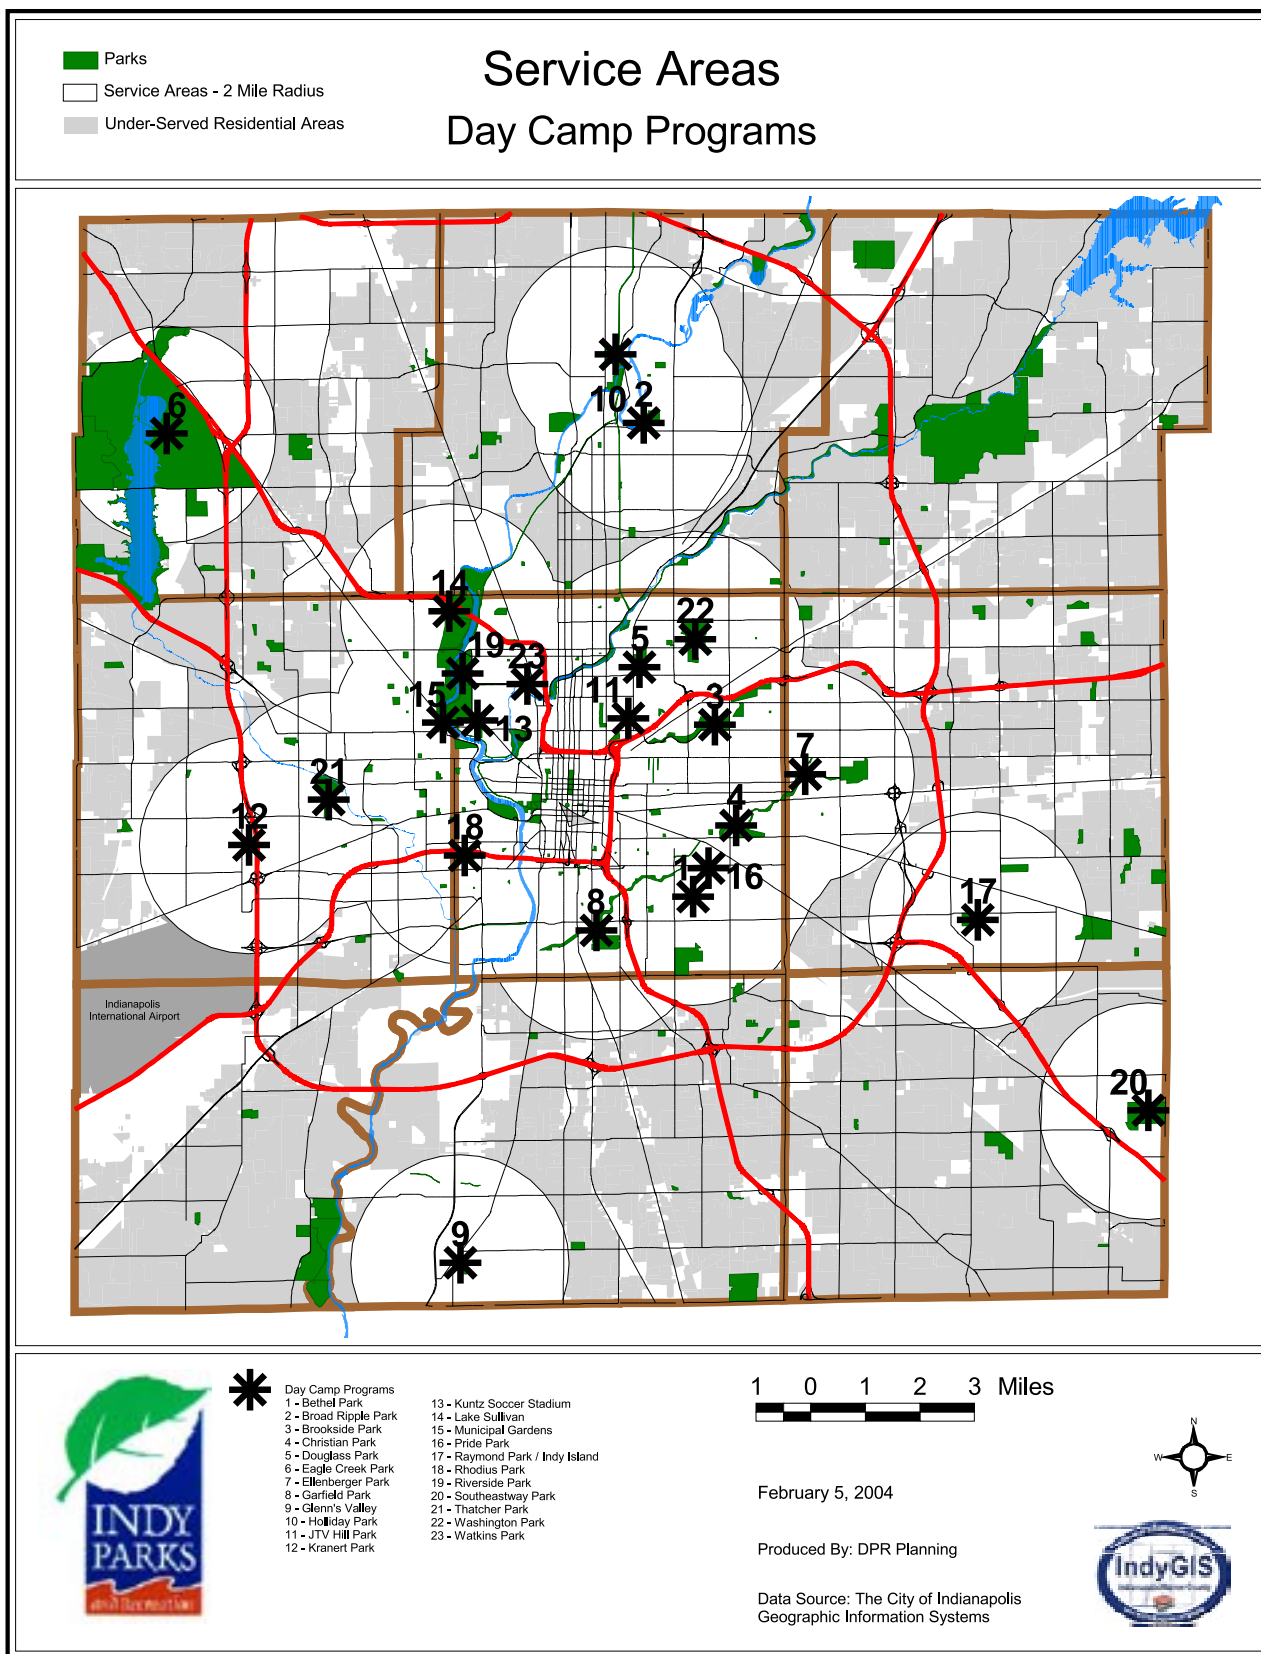 Parks
Service Areas - 2 Mile Radius
Under-Served Residential Areas
Service Areas
Day Camp Programs
6
10
2
14
22
5
19
23
15
11
3
13
7
21
12
4
18
1
16
8
17
Indianapolis
International Airport
20
9
Day Camp Programs
1 - Bethel Park
2 - Broad Ripple Park
3 - Brookside Park
4 - Christian Park
5 - Douglass Park
6 - Eagle Creek Park
7 - Ellenberger Park
8 - Garfield Park
9 - Glenn's Valley
10 - Holliday Park
11 - JTV Hill Park
12 - Kranert Park
13 - Kuntz Soccer Stadium
14 - Lake Sullivan
15 - Municipal Gardens
16 - Pride Park
17 - Raymond Park / Indy Island
18 - Rhodius Park
19 - Riverside Park
20 - Southeastway Park
21 - Thatcher Park
22 - Washington Park
23 - Watkins Park
1 0 1 2 3 Miles
N
W E
S
February 5, 2004
Produced By: DPR Planning
Data Source: The City of Indianapolis
Geographic Information Systems
INDY
PARKS
and Recreation
IndyGIS